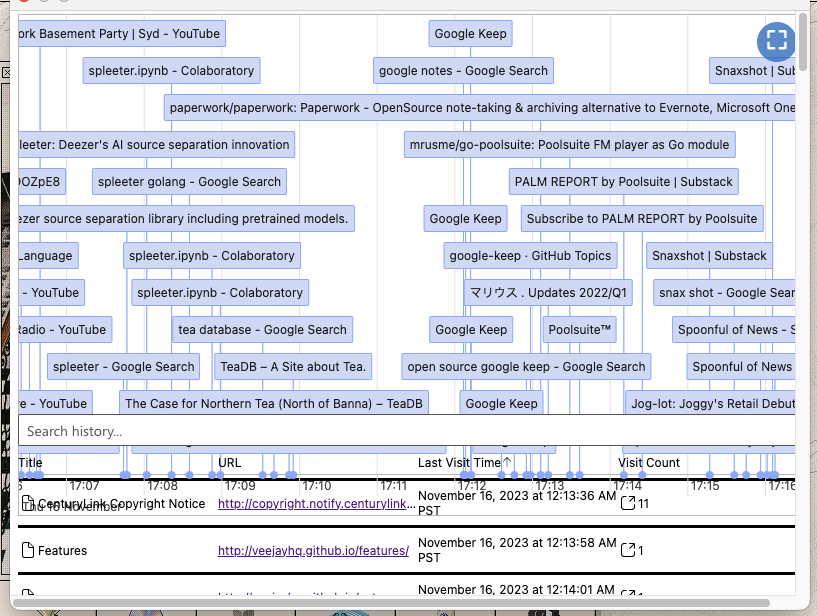 ork Basement Party | Syd - YouTube
Google Keep
spleeter.ipynb - Colaboratory
google notes - Google Search
Snaxshot | Sub
paperwork/paperwork: Paperwork - OpenSource note-taking & archiving alternative to Evernote, Microsoft One
leeter: Deezer's AI source separation innovation
mrusme/go-poolsuite: Poolsuite FM player as Go module
OZpE8
spleeter golang - Google Search
PALM REPORT by Poolsuite | Substack
ezer source separation library including pretrained models.
Google Keep
Subscribe to PALM REPORT by Poolsuite
Language
spleeter.ipynb - Colaboratory
google-keep · GitHub Topics
Snaxshot | Substack
- YouTube
spleeter.ipynb - Colaboratory
マリウス . Updates 2022/Q1
snax shot - Google Sear
Radio - YouTube
tea database - Google Search
Google Keep
Poolsuite™
Spoonful of News - S
spleeter - Google Search
TeaDB – A Site about Tea.
open source google keep - Google Search
Spoonful of News
e - YouTube
The Case for Northern Tea (North of Banna) – TeaDB
Google Keep
Jog-lot: Joggy's Retail Debut
Search history...
Title
URL
Last Visit Time↑
Visit Count
17:07
17:08
17:09
17:10
17:11
17:12
17:13
17:14
17:15
17:16
Thu 16 November
CenturyLink Copyright Notice
http://copyright.notify.centurylink...
November 16, 2023 at 12:13:36 AM
PST
11
Features
http://veejayhq.github.io/features/
November 16, 2023 at 12:13:58 AM
PST
1
November 16, 2023 at 12:14:01 AM